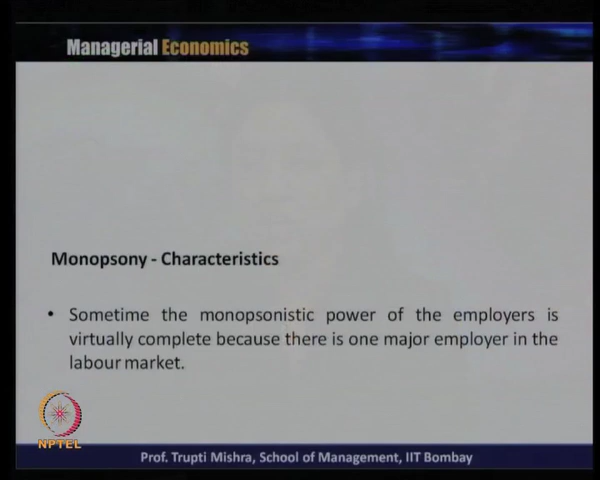 Managerial Economics
Monopsony - Characteristics
• Sometime the monopsonistic power of the employers is
virtually complete because there is one major employer in the
labour market.
NPTEL
Prof. Trupti Mishra, School of Management, IIT Bombay